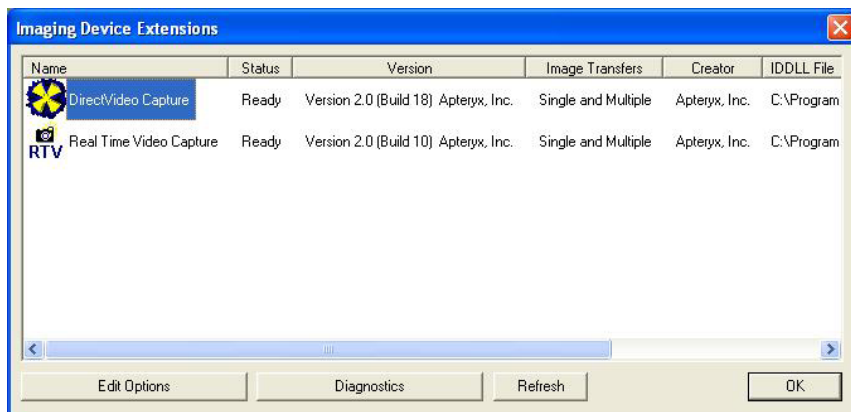 Imaging Device Extensions
Name Status Version Image Transfers Creator IDDLL File
DirectVideo Capture Ready Version 2.0 (Build 18) Apteryx, Inc. Single and Multiple Apteryx, Inc. C:\Program
RTV Real Time Video Capture Ready Version 2.0 (Build 10) Apteryx, Inc. Single and Multiple Apteryx, Inc. C:\Program
Edit Options Diagnostics Refresh OK